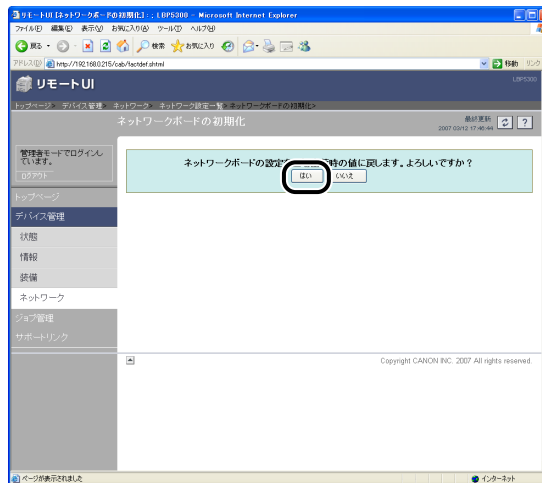 リモートUI [ネットワークボードの初期化] : ; LBP5300 - Microsoft Internet Explorer
ファイル(F) 編集(E) 表示(V) お気に入り(A) ツール(T) ヘルプ(H)
戻る 検索 お気に入り
アドレス(D) http://192.168.0.215/cab/factdef.shtml 移動 リンク
リモートUI
LBP5300
トップページ> デバイス管理> ネットワーク> ネットワーク設定一覧> ネットワークボードの初期化>
ネットワークボードの初期化
最終更新
2007 03/12 17:46:44
管理者モードでログインし
ています。
ログアウト
ネットワークボードの設定 時の値に戻します。よろしいですか?
はい いいえ
トップページ
デバイス管理
状態
情報
装備
ネットワーク
ジョブ管理
サポートリンク
Copyright CANON INC. 2007 All rights reserved.
ページが表示されました インターネット